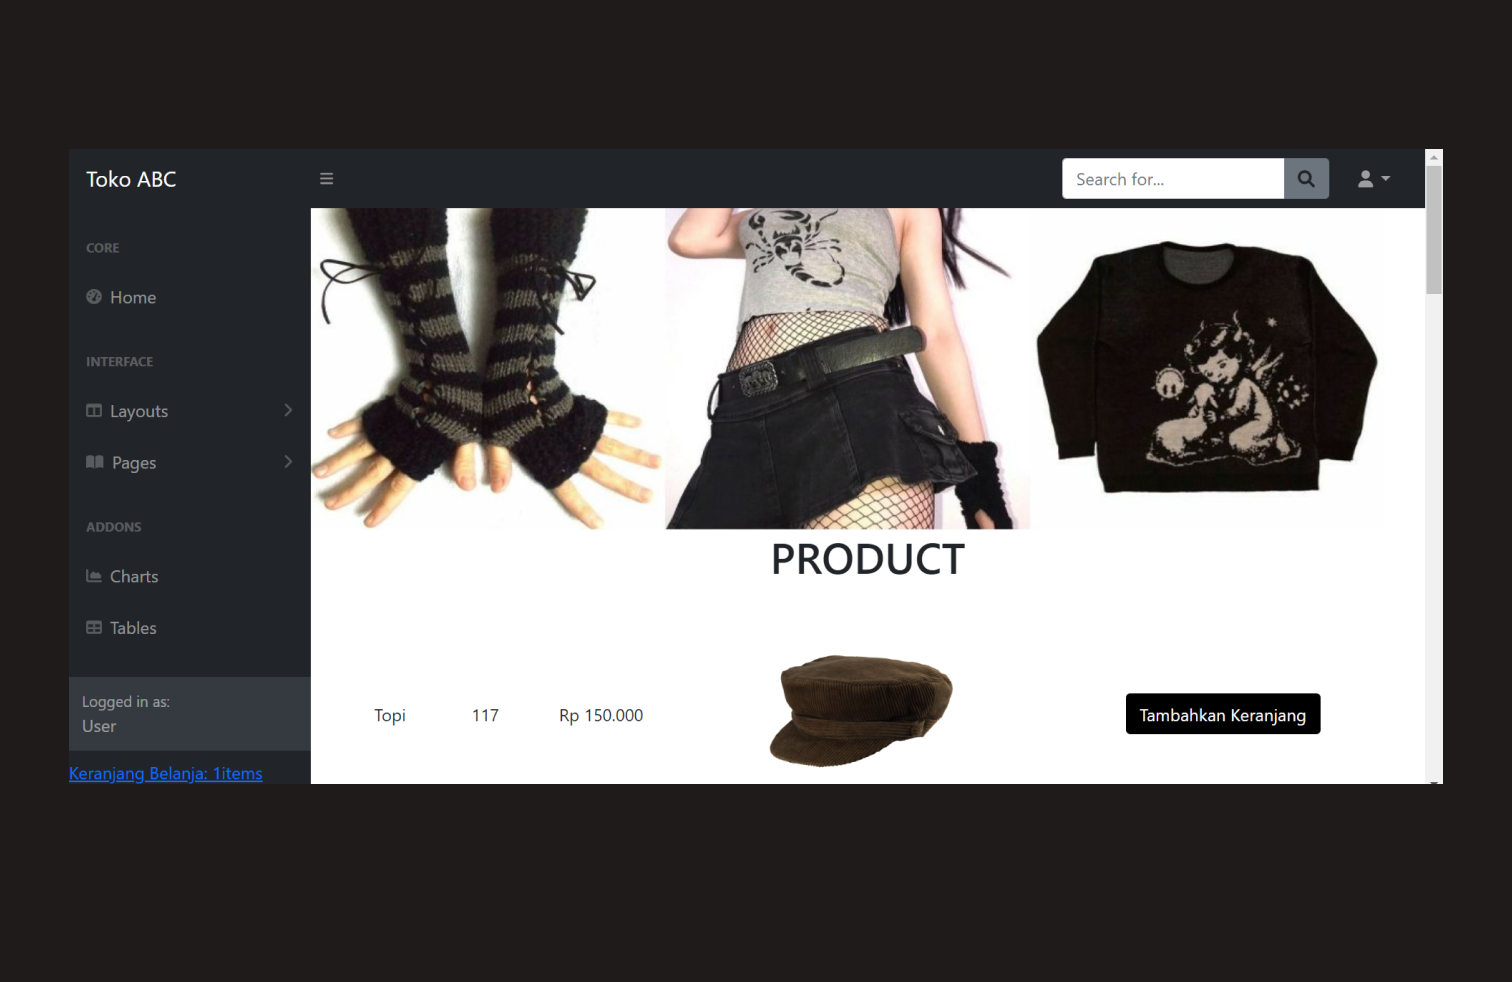 Toko ABC
Search for...
CORE
Home
INTERFACE
Layouts
Pages
ADDONS
Charts
Tables
Logged in as:
User
Keranjang Belanja: 1items
PRODUCT
Topi 117 Rp 150.000 Tambahkan Keranjang